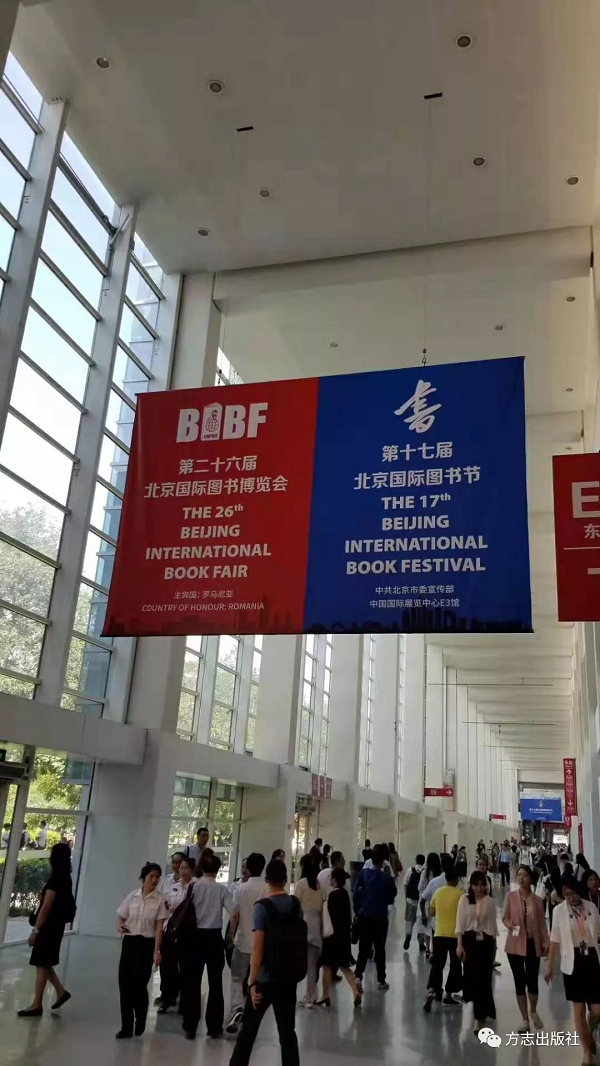 BIBF
第二十六届
北京国际图书博览会
THE 26th
BEIJING
INTERNATIONAL
BOOK FAIR
主宾国：罗马尼亚
COUNTRY OF HONOUR: ROMANIA
书
第十七届
北京国际图书节
THE 17th
BEIJING
INTERNATIONAL
BOOK FESTIVAL
中共北京市委宣传部
中国国际展览中心E3馆
E
东
方志出版社